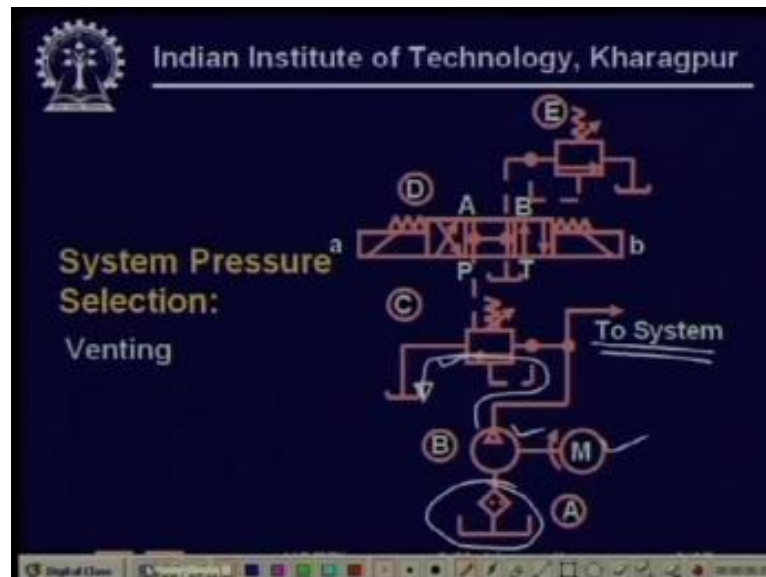 Indian Institute of Technology, Kharagpur
E
D
A B
a
b
System Pressure
P T
Selection:
C
To System
Venting
B
M
A
Digital Class